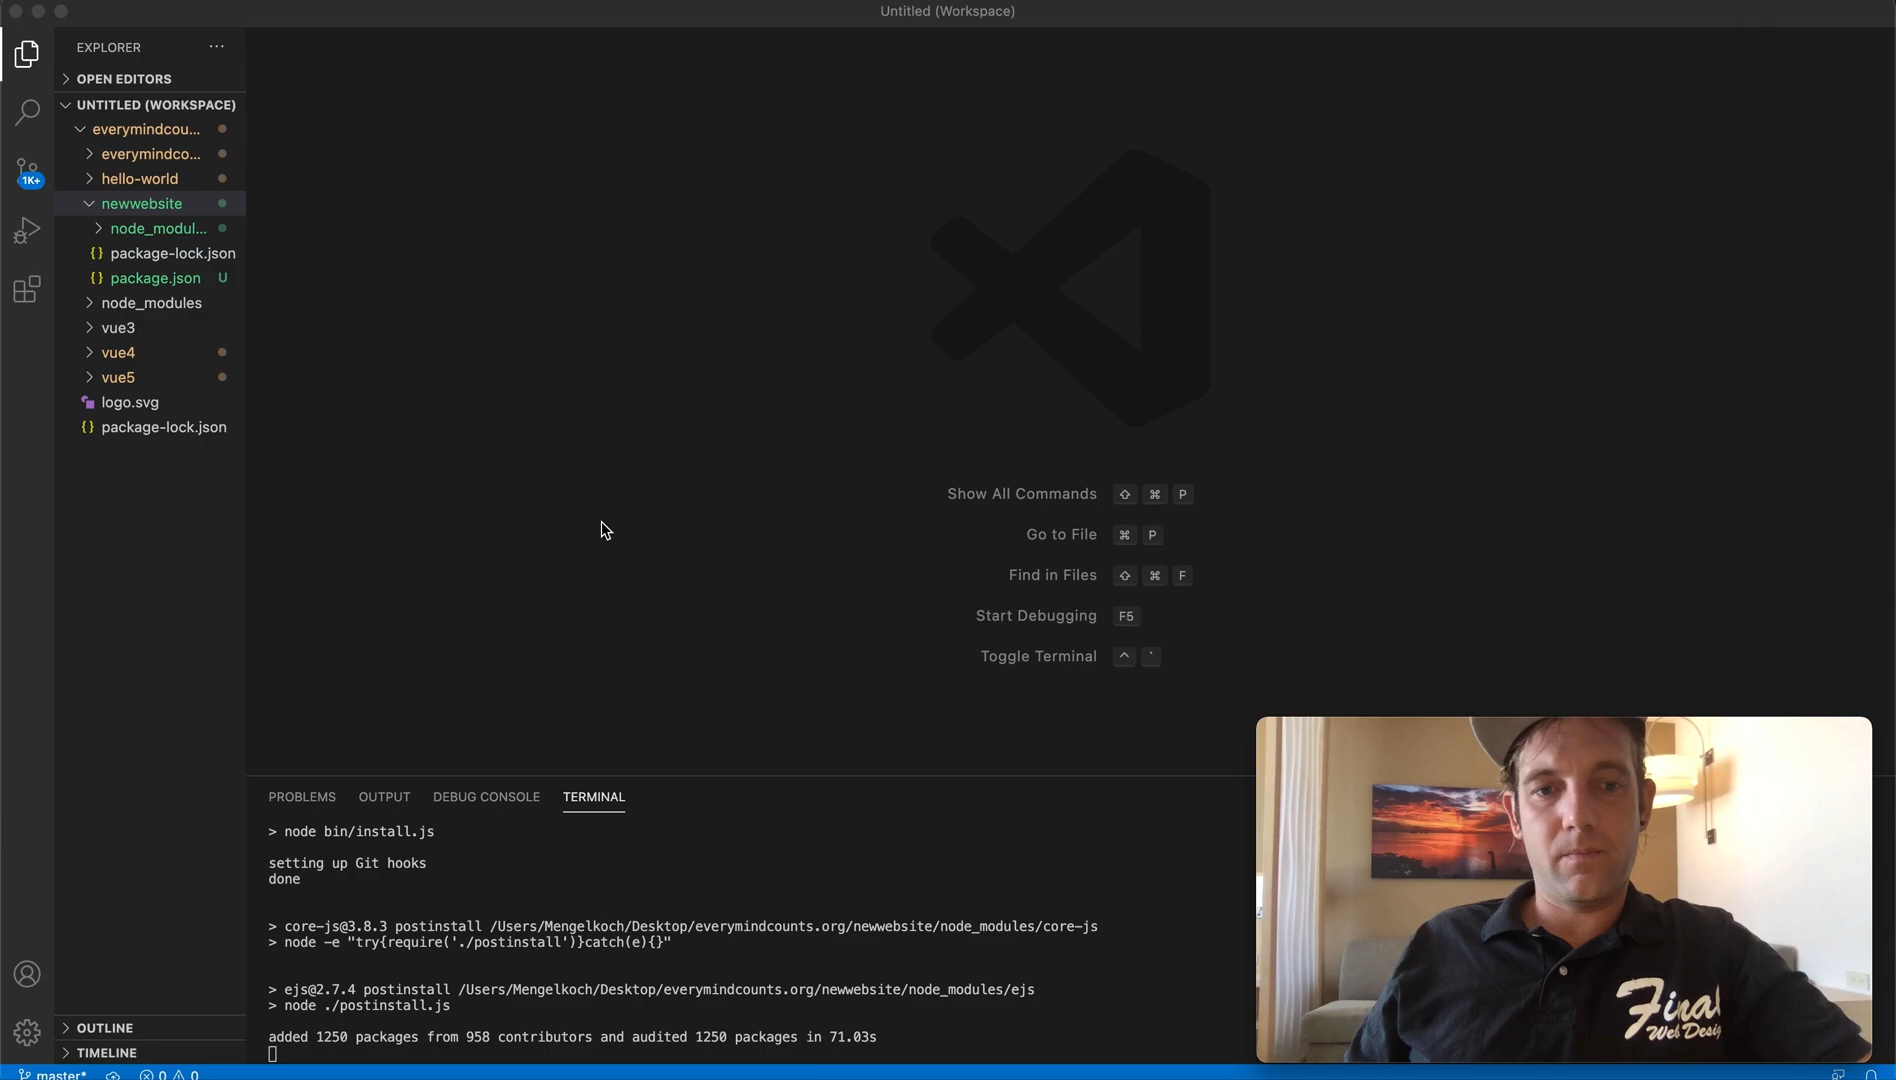 Untitled (Workspace)
EXPLORER
OPEN EDITORS
UNTITLED (WORKSPACE)
everymindcou...
everymindco...
hello-world
newwebsite
node_modul...
{} package-lock.json
{} package.json U
node_modules
vue3
vue4
vue5
logo.svg
{} package-lock.json
1K+
OUTLINE
TIMELINE
Show All Commands ⇧ ⌘ P
Go to File ⌘ P
Find in Files ⇧ ⌘ F
Start Debugging F5
Toggle Terminal ^ `
PROBLEMS OUTPUT DEBUG CONSOLE TERMINAL
> node bin/install.js
setting up Git hooks
done
> core-js@3.8.3 postinstall /Users/Mengelkoch/Desktop/everymindcounts.org/newwebsite/node_modules/core-js
> node -e "try{require('./postinstall')}catch(e){}"
> ejs@2.7.4 postinstall /Users/Mengelkoch/Desktop/everymindcounts.org/newwebsite/node_modules/ejs
> node ./postinstall.js
added 1250 packages from 958 contributors and audited 1250 packages in 71.03s
Final
Web Desig
master* 0 0